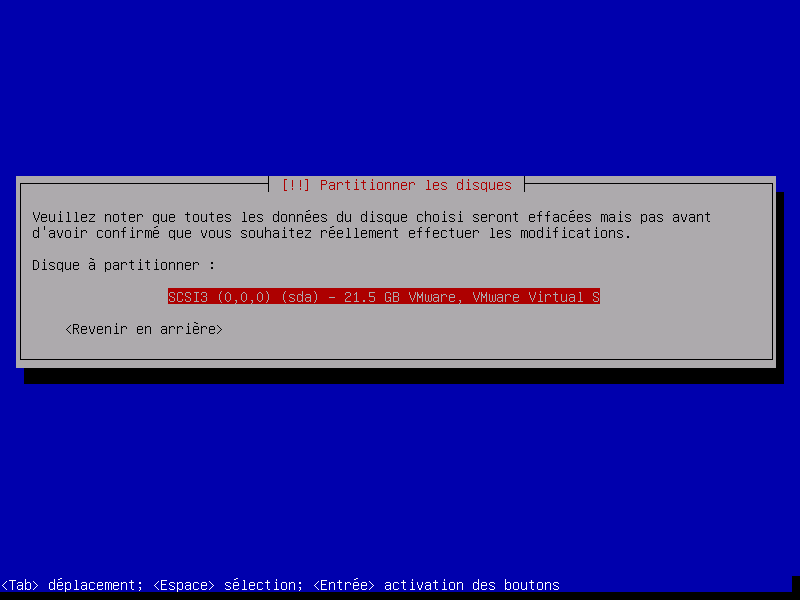 [!!] Partitionner les disques
Veuillez noter que toutes les données du disque choisi seront effacées mais pas avant
d'avoir confirmé que vous souhaitez réellement effectuer les modifications.
Disque à partitionner :
SCSI3 (0,0,0) (sda) - 21.5 GB VMware, VMware Virtual S
<Revenir en arrière>
<Tab> déplacement; <Espace> sélection; <Entrée> activation des boutons